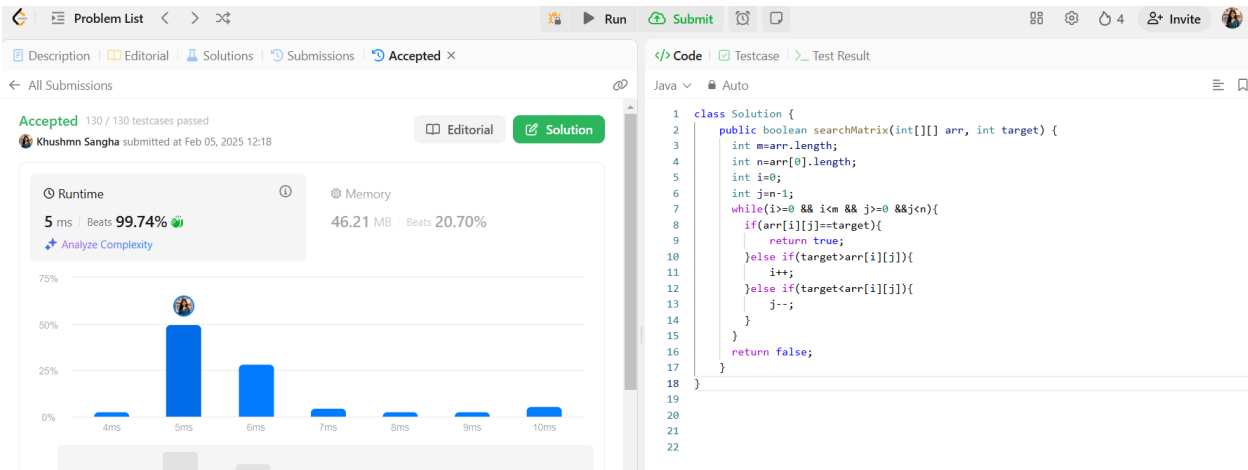 Problem List
Run
Submit
4
Invite
Description
Editorial
Solutions
Submissions
Accepted
All Submissions
Accepted 130 / 130 testcases passed
Khushmn Sangha submitted at Feb 05, 2025 12:18
Editorial
Solution
Runtime
5 ms Beats 99.74%
Analyze Complexity
Memory
46.21 MB Beats 20.70%
75%
50%
25%
0%
4ms 5ms 6ms 7ms 8ms 9ms 10ms
</> Code
Testcase
>_ Test Result
Java
Auto
1 class Solution {
2 public boolean searchMatrix(int[][] arr, int target) {
3 int m=arr.length;
4 int n=arr[0].length;
5 int i=0;
6 int j=n-1;
7 while(i>=0 && i<m && j>=0 &&j<n){
8 if(arr[i][j]==target){
9 return true;
10 }else if(target>arr[i][j]){
11 i++;
12 }else if(target<arr[i][j]){
13 j--;
14 }
15 }
16 return false;
17 }
18 }
19
20
21
22